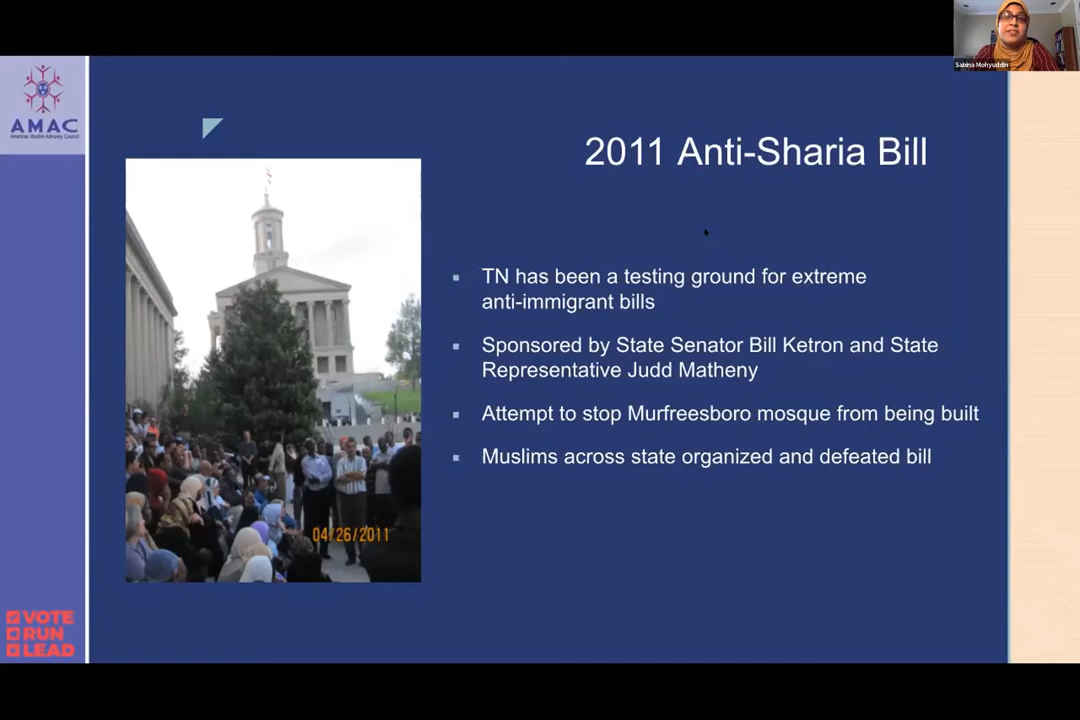 Sabina Mohyuddin
AMAC
American Muslim Advisory Council
2011 Anti-Sharia Bill
TN has been a testing ground for extreme
anti-immigrant bills
Sponsored by State Senator Bill Ketron and State
Representative Judd Matheny
Attempt to stop Murfreesboro mosque from being built
Muslims across state organized and defeated bill
04/26/2011
VOTE
RUN
LEAD